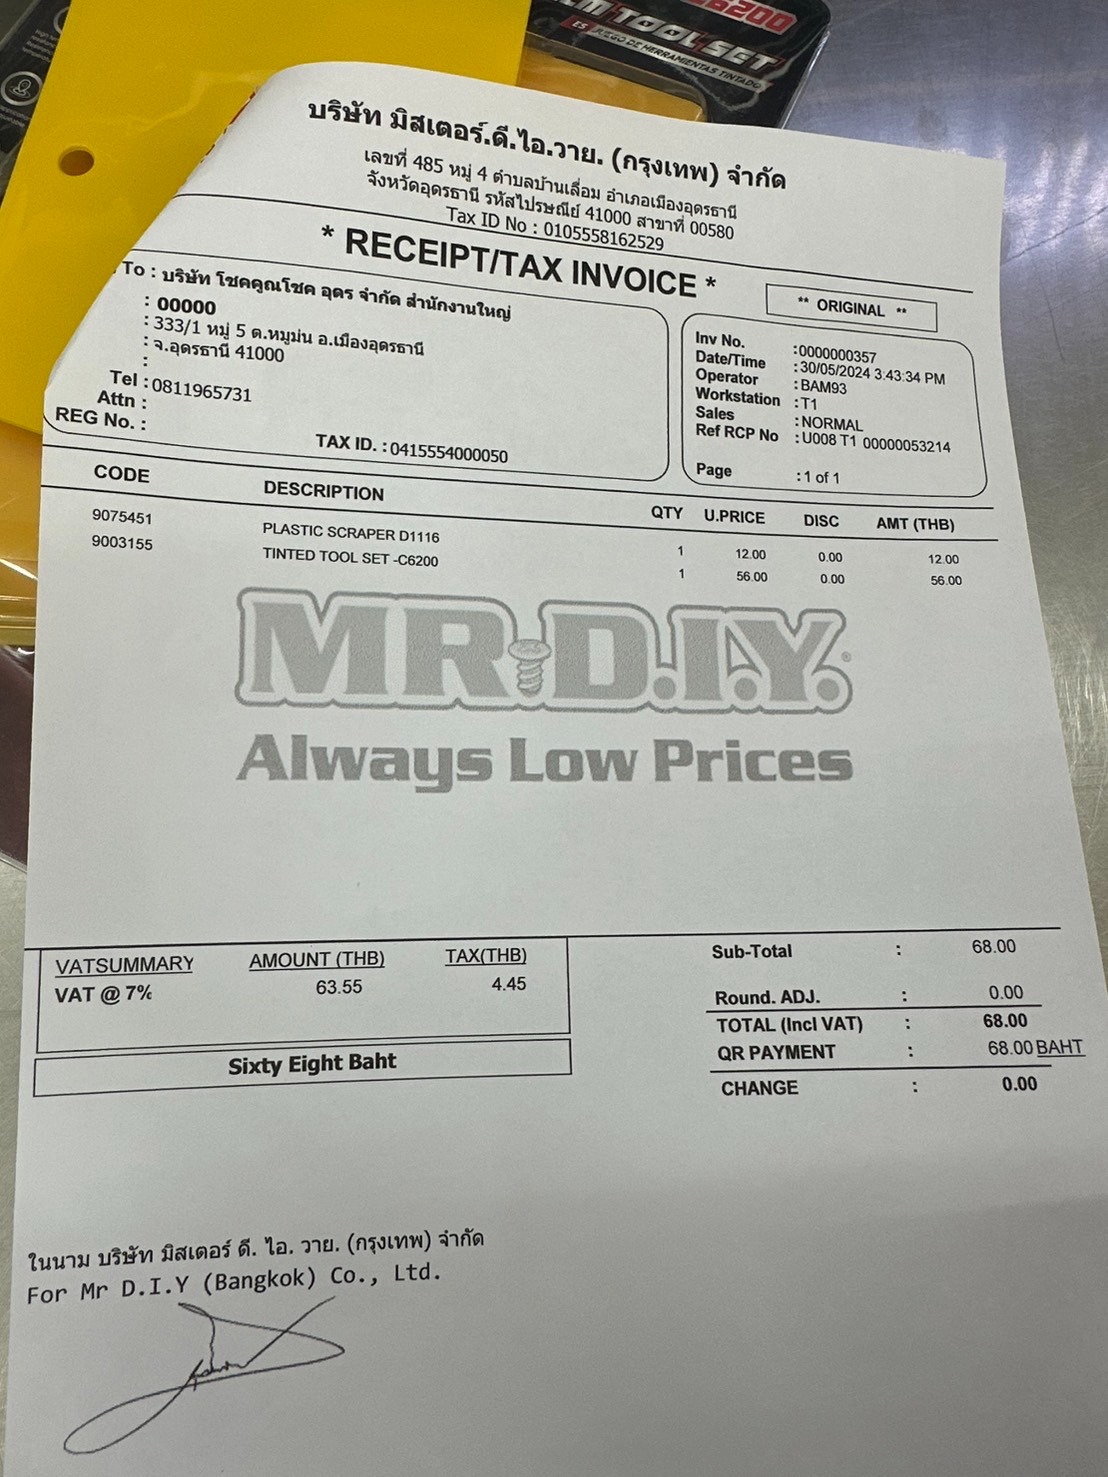 6200
LM TOOL SET
ES JUEGO DE HERRAMIENTAS TINTADO
บริษัท มิสเตอร์.ดี.ไอ.วาย. (กรุงเทพ) จำกัด
เลขที่ 485 หมู่ 4 ตำบลบ้านเลื่อม อำเภอเมืองอุดรธานี
จังหวัดอุดรธานี รหัสไปรษณีย์ 41000 สาขาที่ 00580
Tax ID No : 0105558162529
* RECEIPT/TAX INVOICE *
** ORIGINAL **
To : บริษัท โชคคูณโชค อุดร จำกัด สำนักงานใหญ่
: 00000
: 333/1 หมู่ 5 ต.หมูม่น อ.เมืองอุดรธานี
: จ.อุดรธานี 41000
:
Tel : 0811965731
Attn :
REG No. :
TAX ID. : 0415554000050
Inv No. :0000000357
Date/Time :30/05/2024 3:43:34 PM
Operator :BAM93
Workstation :T1
Sales :NORMAL
Ref RCP No :U008 T1 00000053214
Page :1 of 1
CODE DESCRIPTION QTY U.PRICE DISC AMT (THB)
9075451 PLASTIC SCRAPER D1116 1 12.00 0.00 12.00
9003155 TINTED TOOL SET -C6200 1 56.00 0.00 56.00
MR.D.I.Y.®
Always Low Prices
VATSUMMARY AMOUNT (THB) TAX(THB)
VAT @ 7% 63.55 4.45
Sixty Eight Baht
Sub-Total : 68.00
Round. ADJ. : 0.00
TOTAL (Incl VAT) : 68.00
QR PAYMENT : 68.00 BAHT
CHANGE : 0.00
ในนาม บริษัท มิสเตอร์ ดี. ไอ. วาย. (กรุงเทพ) จำกัด
For Mr D.I.Y (Bangkok) Co., Ltd.